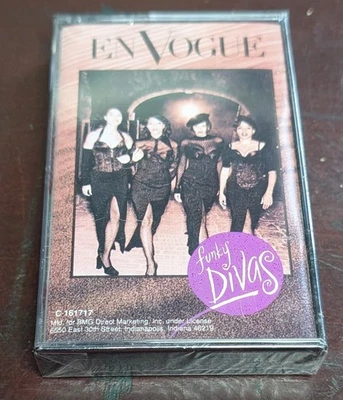 EN VOGUE
funky
DIVAS
C 161717
Mfd. for BMG Direct Marketing, Inc. under License
6550 East 30th Street, Indianapolis, Indiana 46219